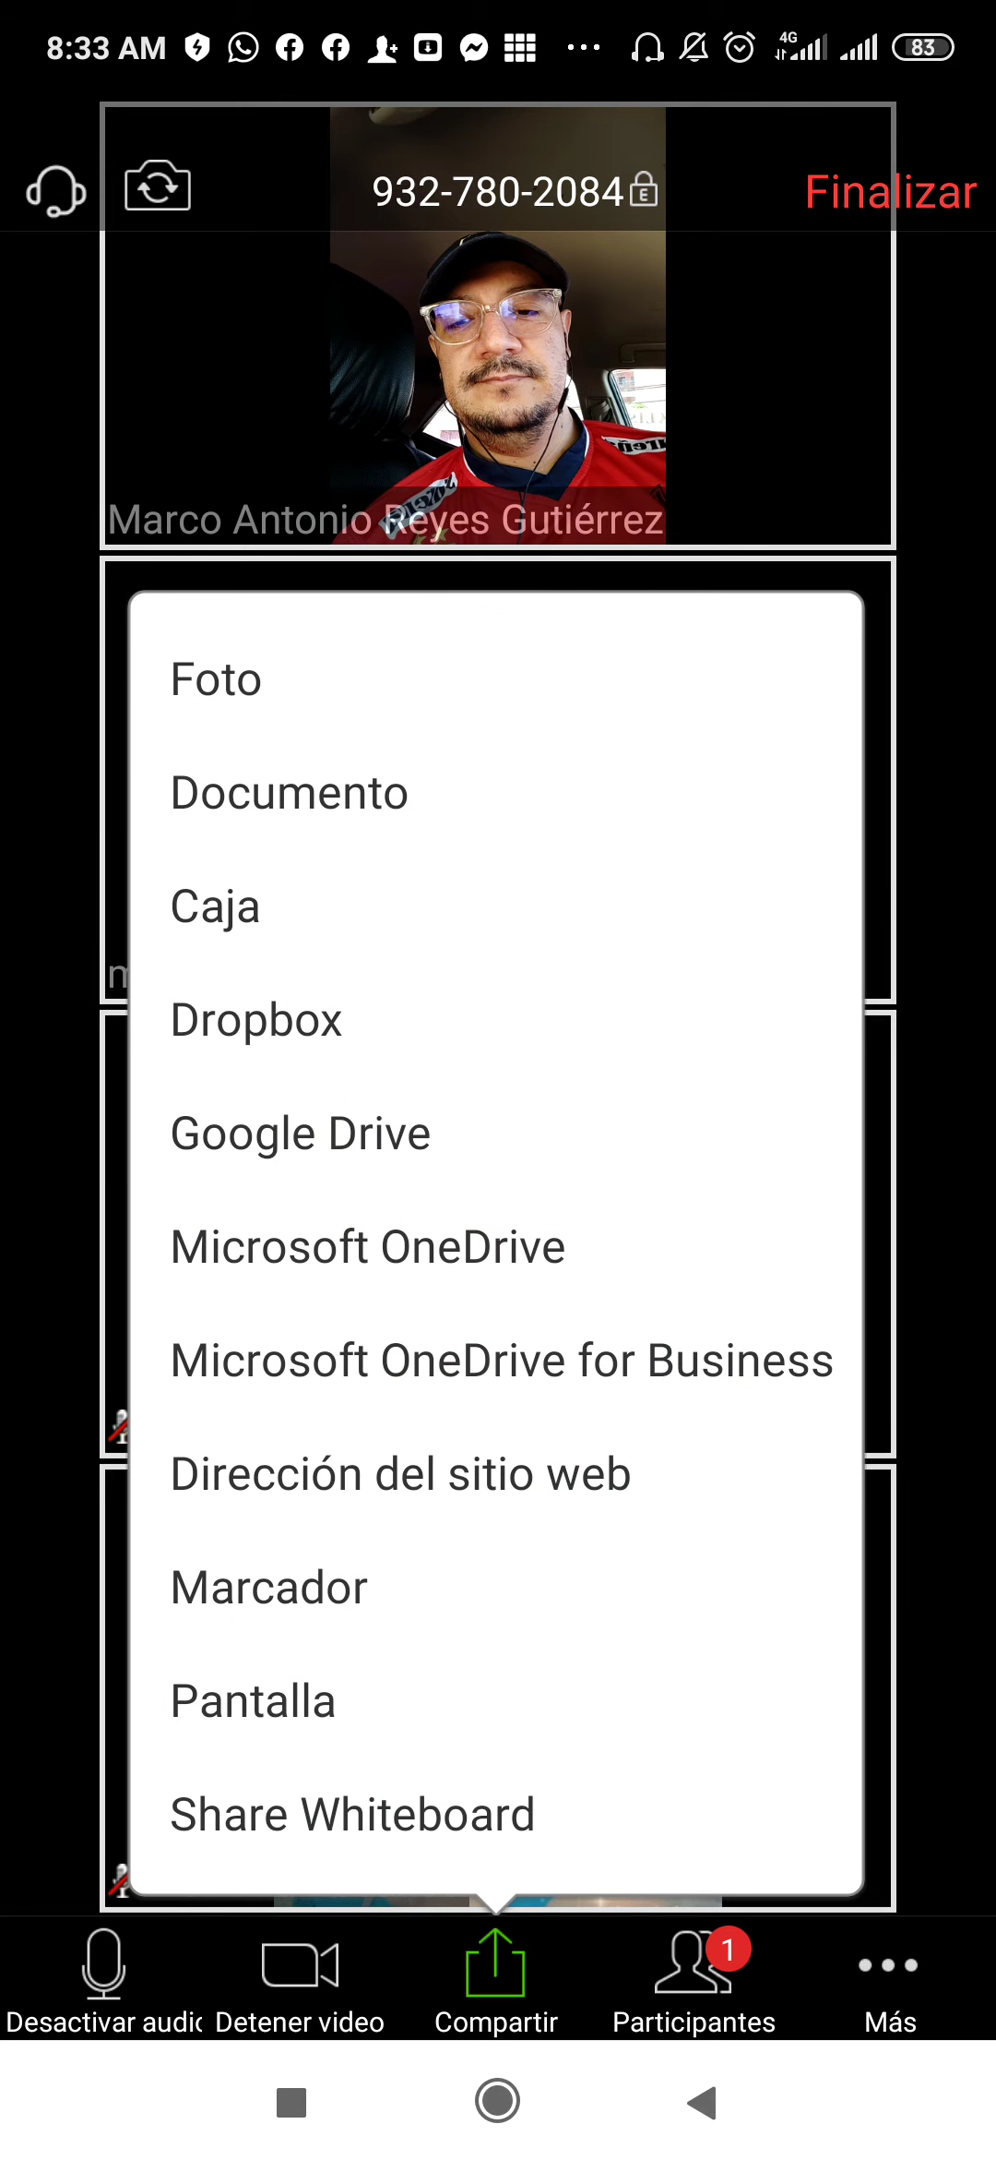 8:33 AM
4G
83
932-780-2084
E
Finalizar
Marco Antonio Reyes Gutiérrez
Foto
Documento
Caja
Dropbox
Google Drive
Microsoft OneDrive
Microsoft OneDrive for Business
Dirección del sitio web
Marcador
Pantalla
Share Whiteboard
1
Desactivar audio
Detener video
Compartir
Participantes
Más